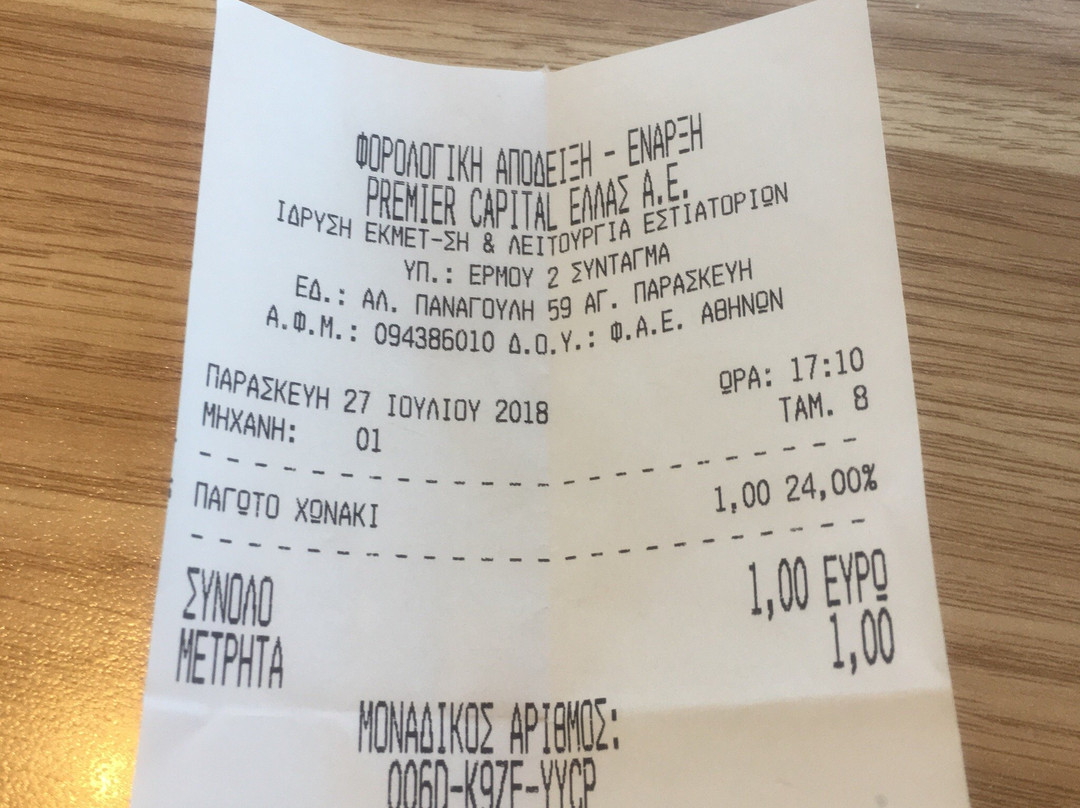 ΦΟΡΟΛΟΓΙΚΗ ΑΠΟΔΕΙΞΗ - ΕΝΑΡΞΗ
PREMIER CAPITAL ΕΛΛΑΣ Α.Ε.
ΙΔΡΥΣΗ ΕΚΜΕΤ-ΣΗ & ΛΕΙΤΟΥΡΓΙΑ ΕΣΤΙΑΤΟΡΙΩΝ
ΥΠ.: ΕΡΜΟΥ 2 ΣΥΝΤΑΓΜΑ
ΕΔ.: ΑΛ. ΠΑΝΑΓΟΥΛΗ 59 ΑΓ. ΠΑΡΑΣΚΕΥΗ
Α.Φ.Μ.: 094386010 Δ.Ο.Υ.: Φ.Α.Ε. ΑΘΗΝΩΝ
ΠΑΡΑΣΚΕΥΗ 27 ΙΟΥΛΙΟΥ 2018 ΩΡΑ: 17:10
ΜΗΧΑΝΗ: 01 ΤΑΜ. 8
ΠΑΓΩΤΟ ΧΩΝΑΚΙ 1,00 24,00%
ΣΥΝΟΛΟ 1,00 ΕΥΡΩ
ΜΕΤΡΗΤΑ 1,00
ΜΟΝΑΔΙΚΟΣ ΑΡΙΘΜΟΣ: